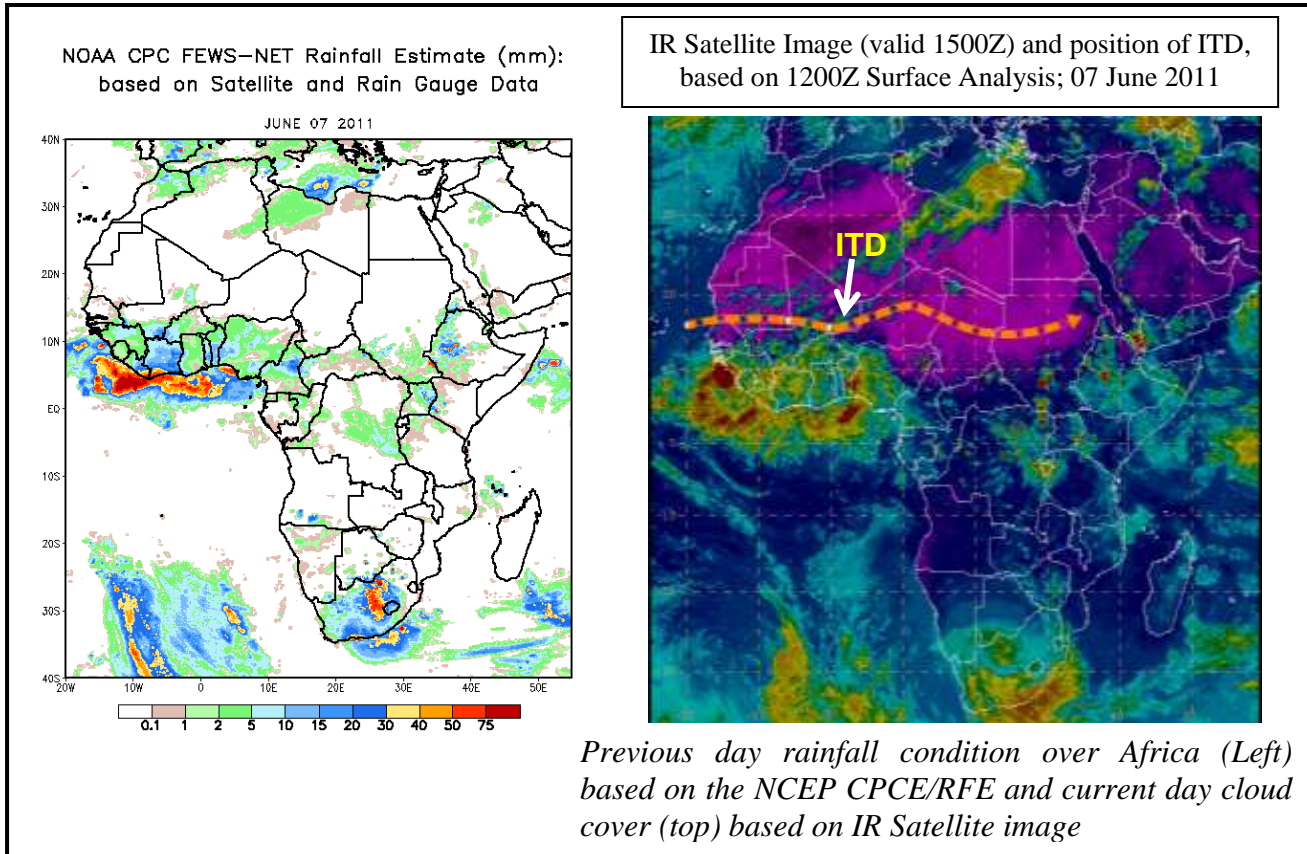 NOAA CPC FEWS-NET Rainfall Estimate (mm):
based on Satellite and Rain Gauge Data
JUNE 07 2011
40N
30N
20N
10N
EQ
10S
20S
30S
40S
20W 10W 0 10E 20E 30E 40E 50E
0.1 1 2 5 10 15 20 30 40 50 75
IR Satellite Image (valid 1500Z) and position of ITD,
based on 1200Z Surface Analysis; 07 June 2011
ITD
Previous day rainfall condition over Africa (Left)
based on the NCEP CPCE/RFE and current day cloud
cover (top) based on IR Satellite image